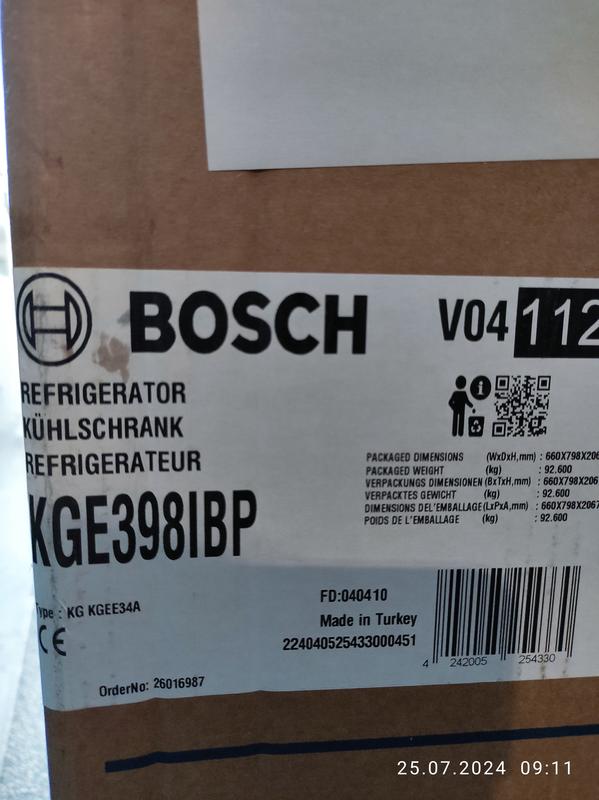 BOSCH
V04 112
REFRIGERATOR
KÜHLSCHRANK
REFRIGERATEUR
KGE398IBP
PACKAGED DIMENSIONS (WxDxH,mm) : 660X798X206
PACKAGED WEIGHT (kg) : 92.600
VERPACKUNGS DIMENSIONEN (BxTxH,mm) : 660X798X206
VERPACKTES GEWICHT (kg) : 92.600
DIMENSIONS DEL'EMBALLAGE (LxPxA,mm) : 660X798X2067
POIDS DE L'EMBALLAGE (kg) : 92.600
Type : KG KGEE34A
CE
FD:040410
Made in Turkey
224040525433000451
4 242005 254330
OrderNo: 26016987
25.07.2024 09:11